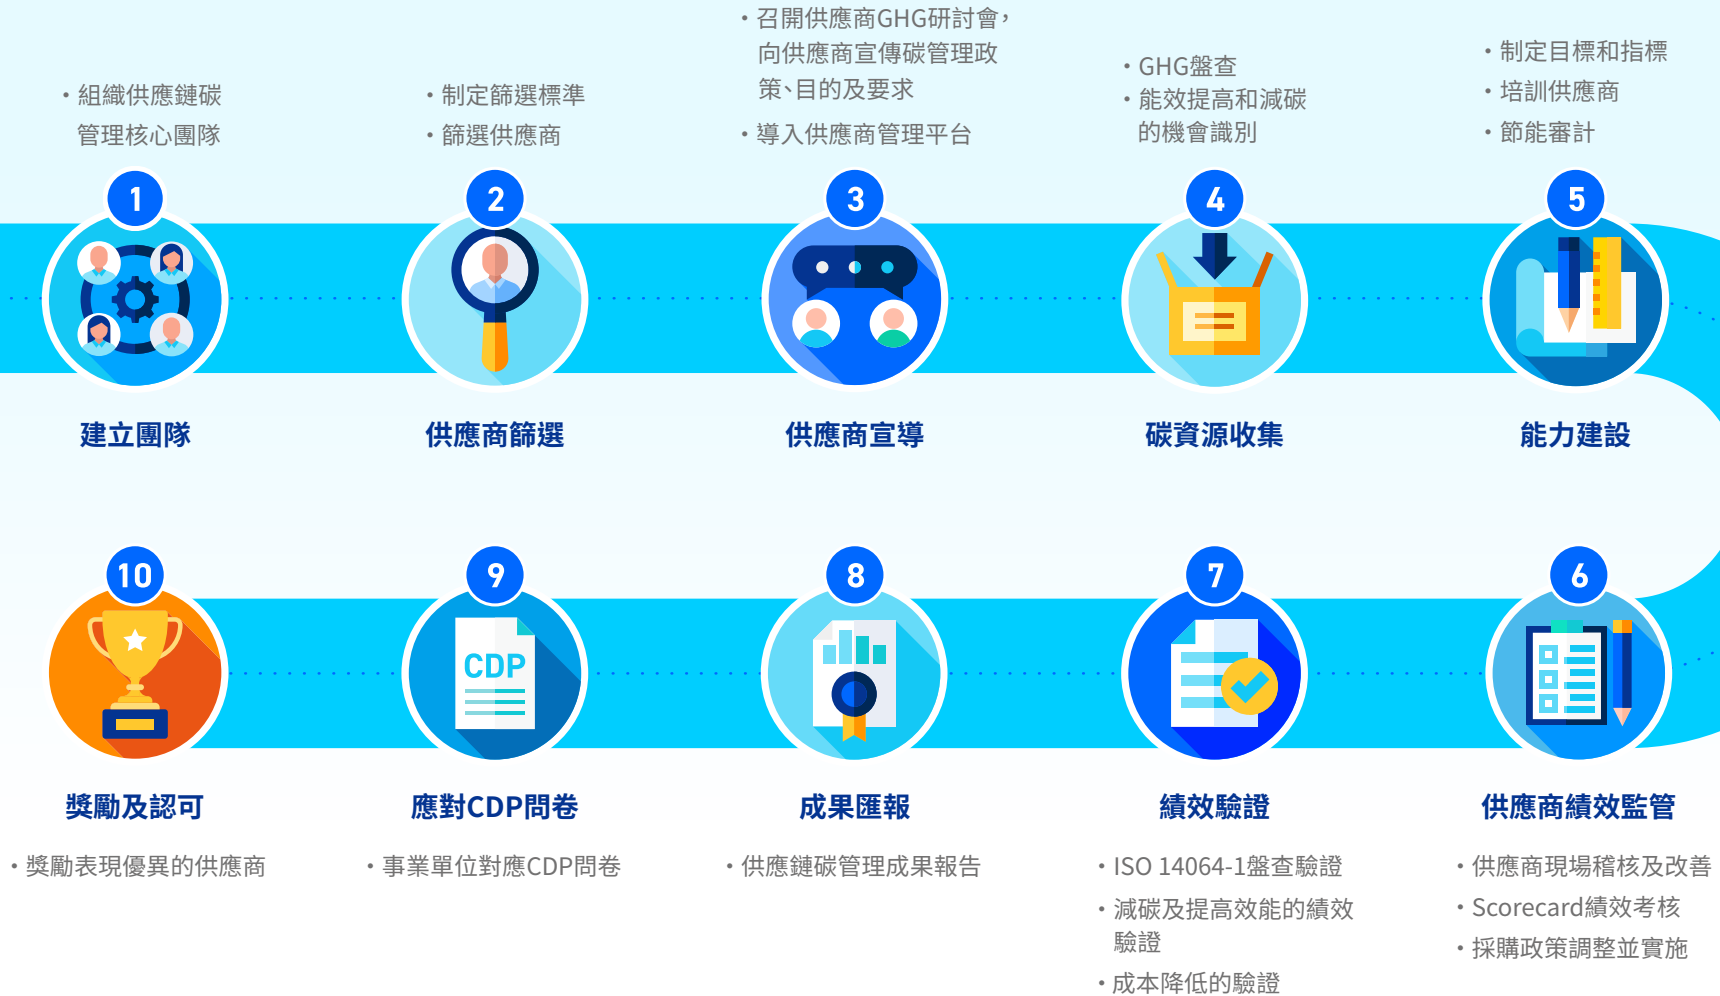 ・組織供應鏈碳
管理核心團隊
1
建立團隊
・制定篩選標準
・篩選供應商
2
供應商篩選
・召開供應商GHG研討會，
向供應商宣傳碳管理政
策、目的及要求
・導入供應商管理平台
3
供應商宣導
・GHG盤查
・能效提高和減碳
的機會識別
4
碳資源收集
・制定目標和指標
・培訓供應商
・節能審計
5
能力建設
6
供應商績效監管
・供應商現場稽核及改善
・Scorecard績效考核
・採購政策調整並實施
7
績效驗證
・ISO 14064-1盤查驗證
・減碳及提高效能的績效
驗證
・成本降低的驗證
8
成果匯報
・供應鏈碳管理成果報告
9
CDP
應對CDP問卷
・事業單位對應CDP問卷
10
獎勵及認可
・獎勵表現優異的供應商